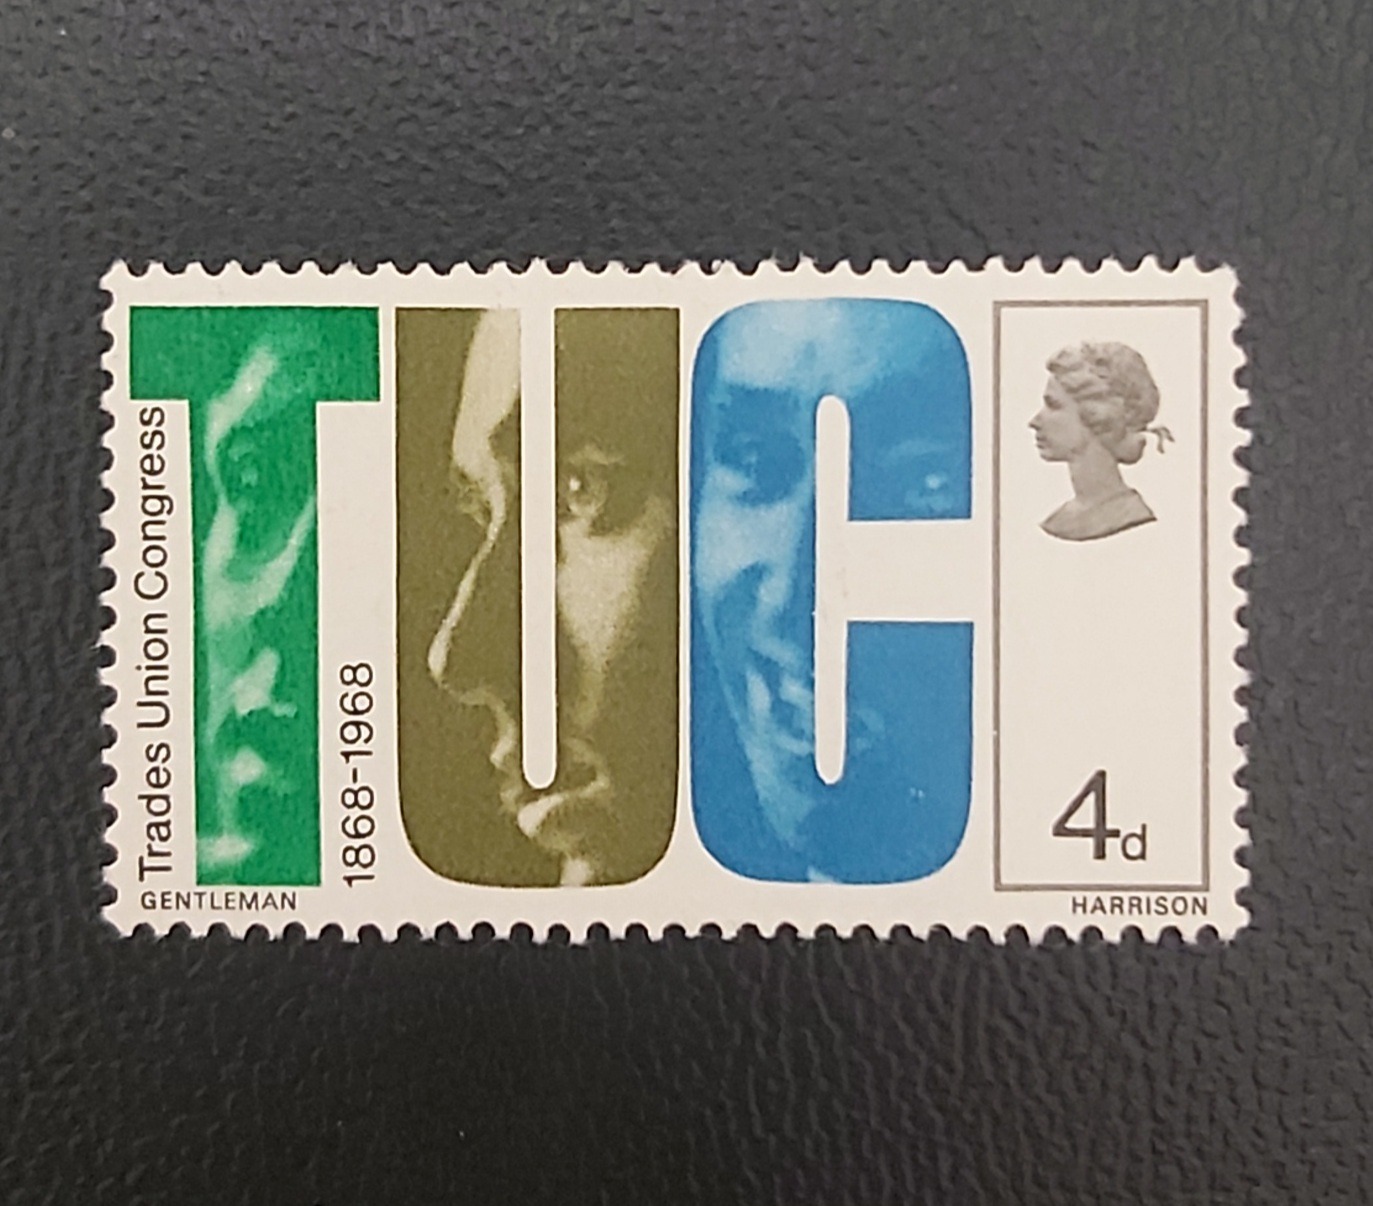 TUC
Trades Union Congress
1868-1968
4d
GENTLEMAN
HARRISON